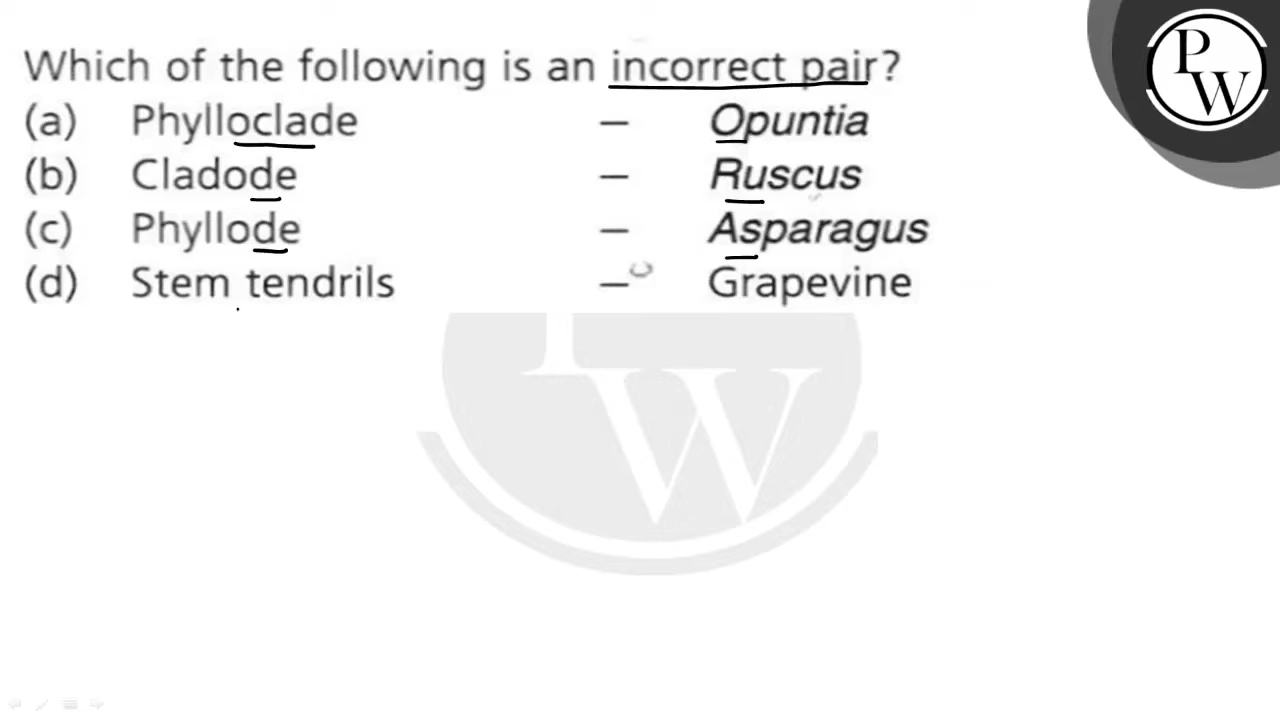 Which of the following is an incorrect pair?
(a) Phylloclade – Opuntia
(b) Cladode – Ruscus
(c) Phyllode – Asparagus
(d) Stem tendrils – Grapevine
P
W
W